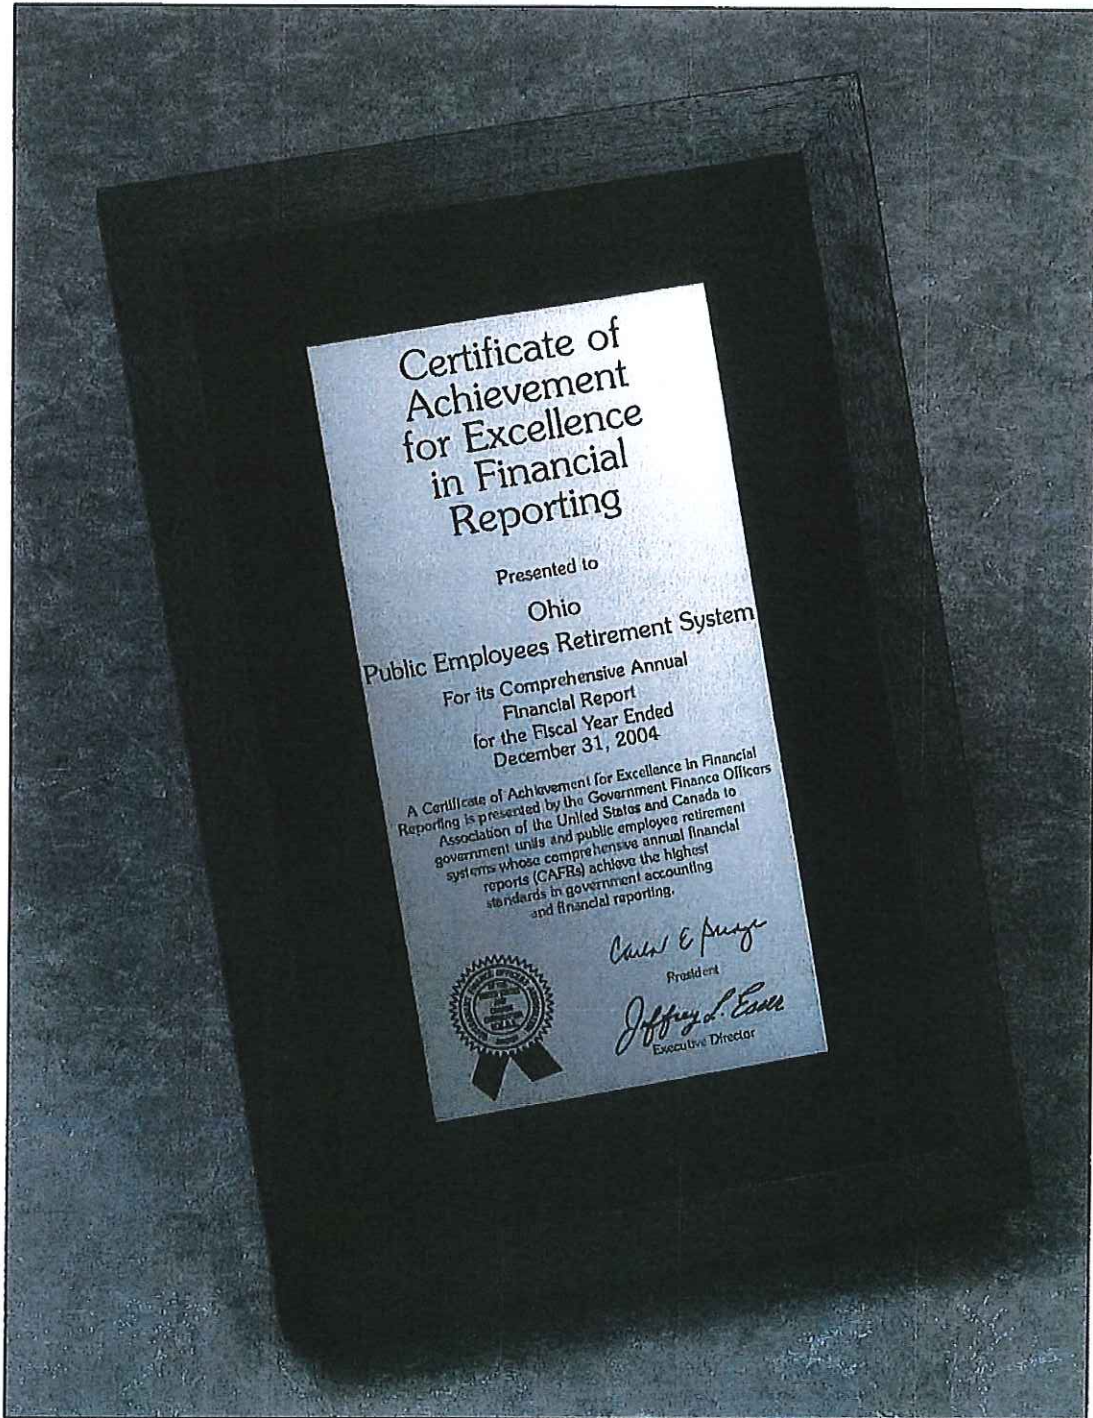 Certificate of
Achievement
for Excellence
in Financial
Reporting
Presented to
Ohio
Public Employees Retirement System
For its Comprehensive Annual
Financial Report
for the Fiscal Year Ended
December 31, 2004
A Certificate of Achievement for Excellence in Financial
Reporting is presented by the Government Finance Officers
Association of the United States and Canada to
government units and public employee retirement
systems whose comprehensive annual financial
reports (CAFRs) achieve the highest
standards in government accounting
and financial reporting.
President
Jeffrey L. Esser
Executive Director